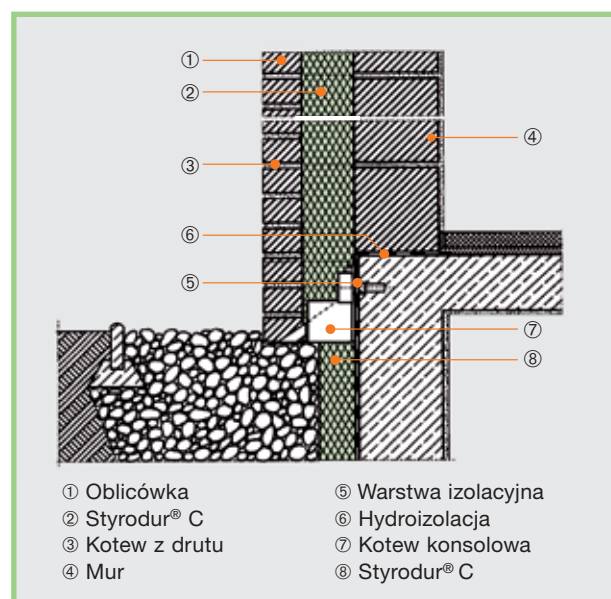 ①
②
③
④
⑥
⑤
⑦
⑧
① Oblicówka
② Styrodur® C
③ Kotew z drutu
④ Mur
⑤ Warstwa izolacyjna
⑥ Hydroizolacja
⑦ Kotew konsolowa
⑧ Styrodur® C